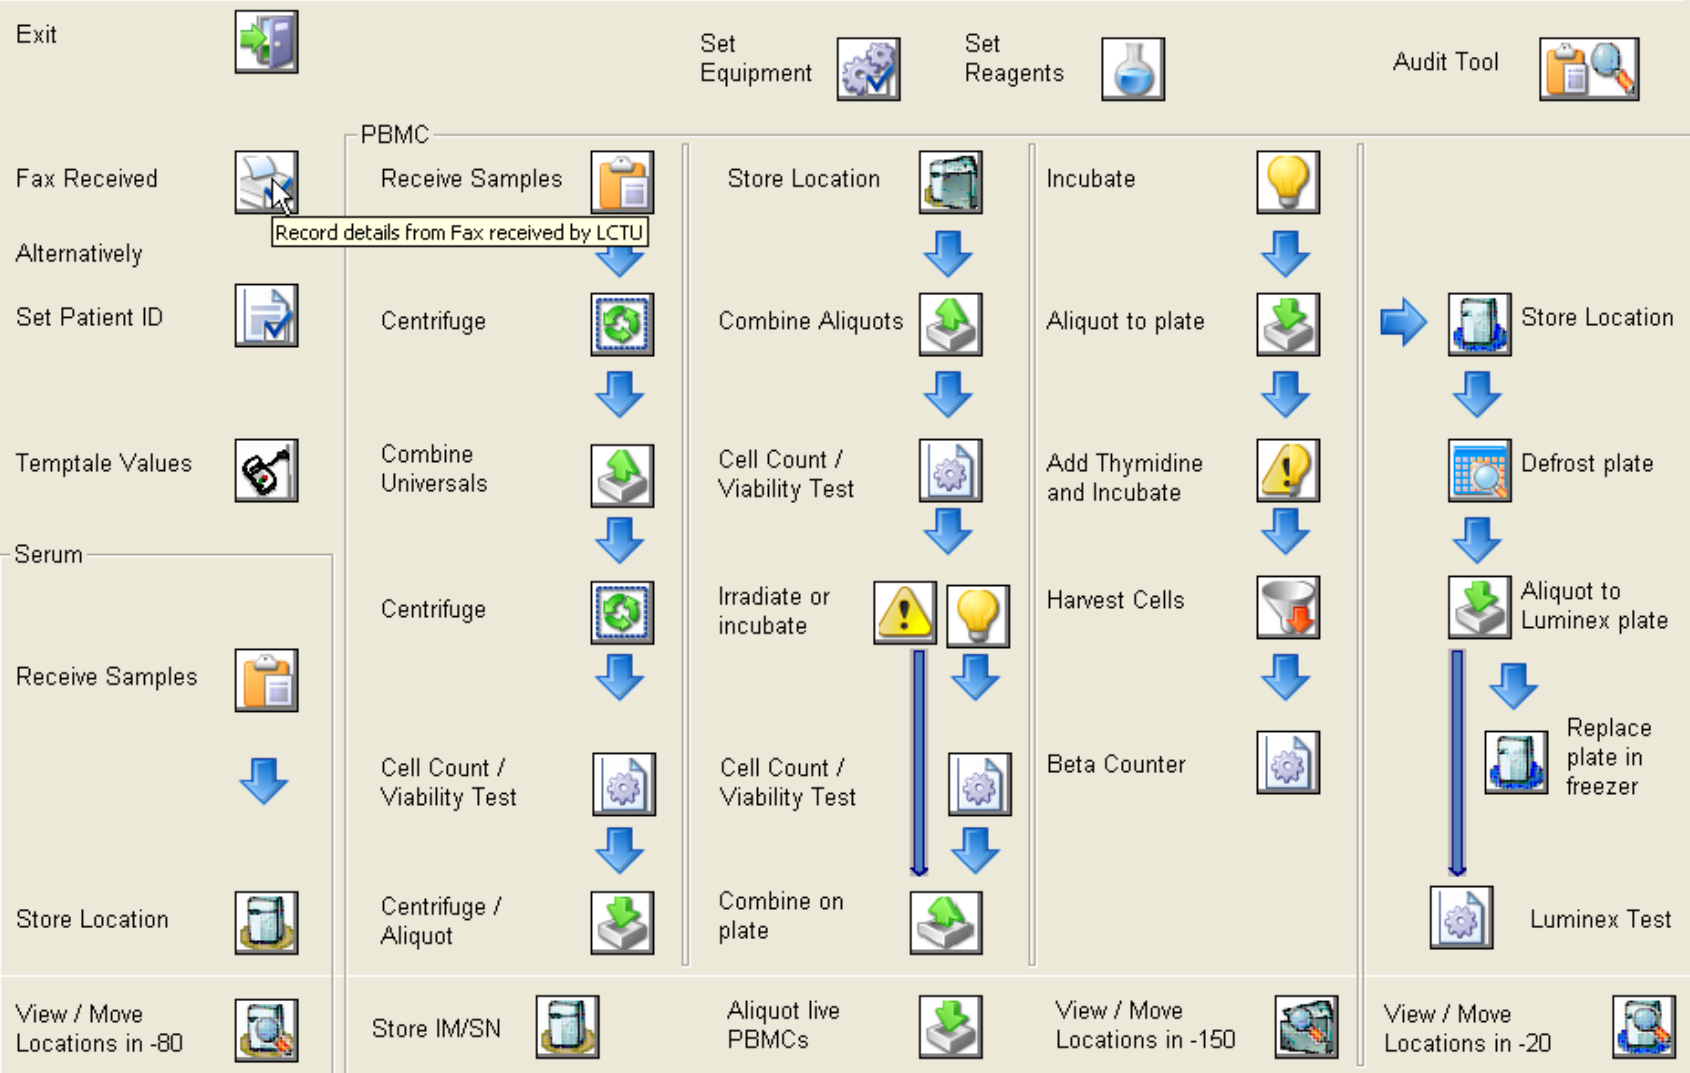 Exit
Set
Equipment
Set
Reagents
Audit Tool
Fax Received
Record details from Fax received by LCTU
Alternatively
Set Patient ID
Temptale Values
Serum
Receive Samples
Store Location
View / Move
Locations in -80
PBMC
Receive Samples
Centrifuge
Combine
Universals
Centrifuge
Cell Count /
Viability Test
Centrifuge /
Aliquot
Store IM/SN
Store Location
Combine Aliquots
Cell Count /
Viability Test
Irradiate or
incubate
Cell Count /
Viability Test
Combine on
plate
Aliquot live
PBMCs
Incubate
Aliquot to plate
Add Thymidine
and Incubate
Harvest Cells
Beta Counter
View / Move
Locations in -150
Store Location
Defrost plate
Aliquot to
Luminex plate
Replace
plate in
freezer
Luminex Test
View / Move
Locations in -20